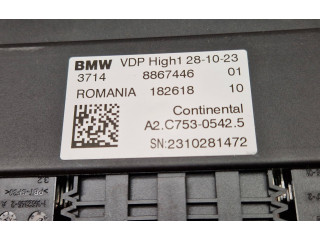 BMW VDP High1 28-10-23
3714 8867446 01
ROMANIA 182618 10
Continental
A2.C753-0542.5
SN:2310281472